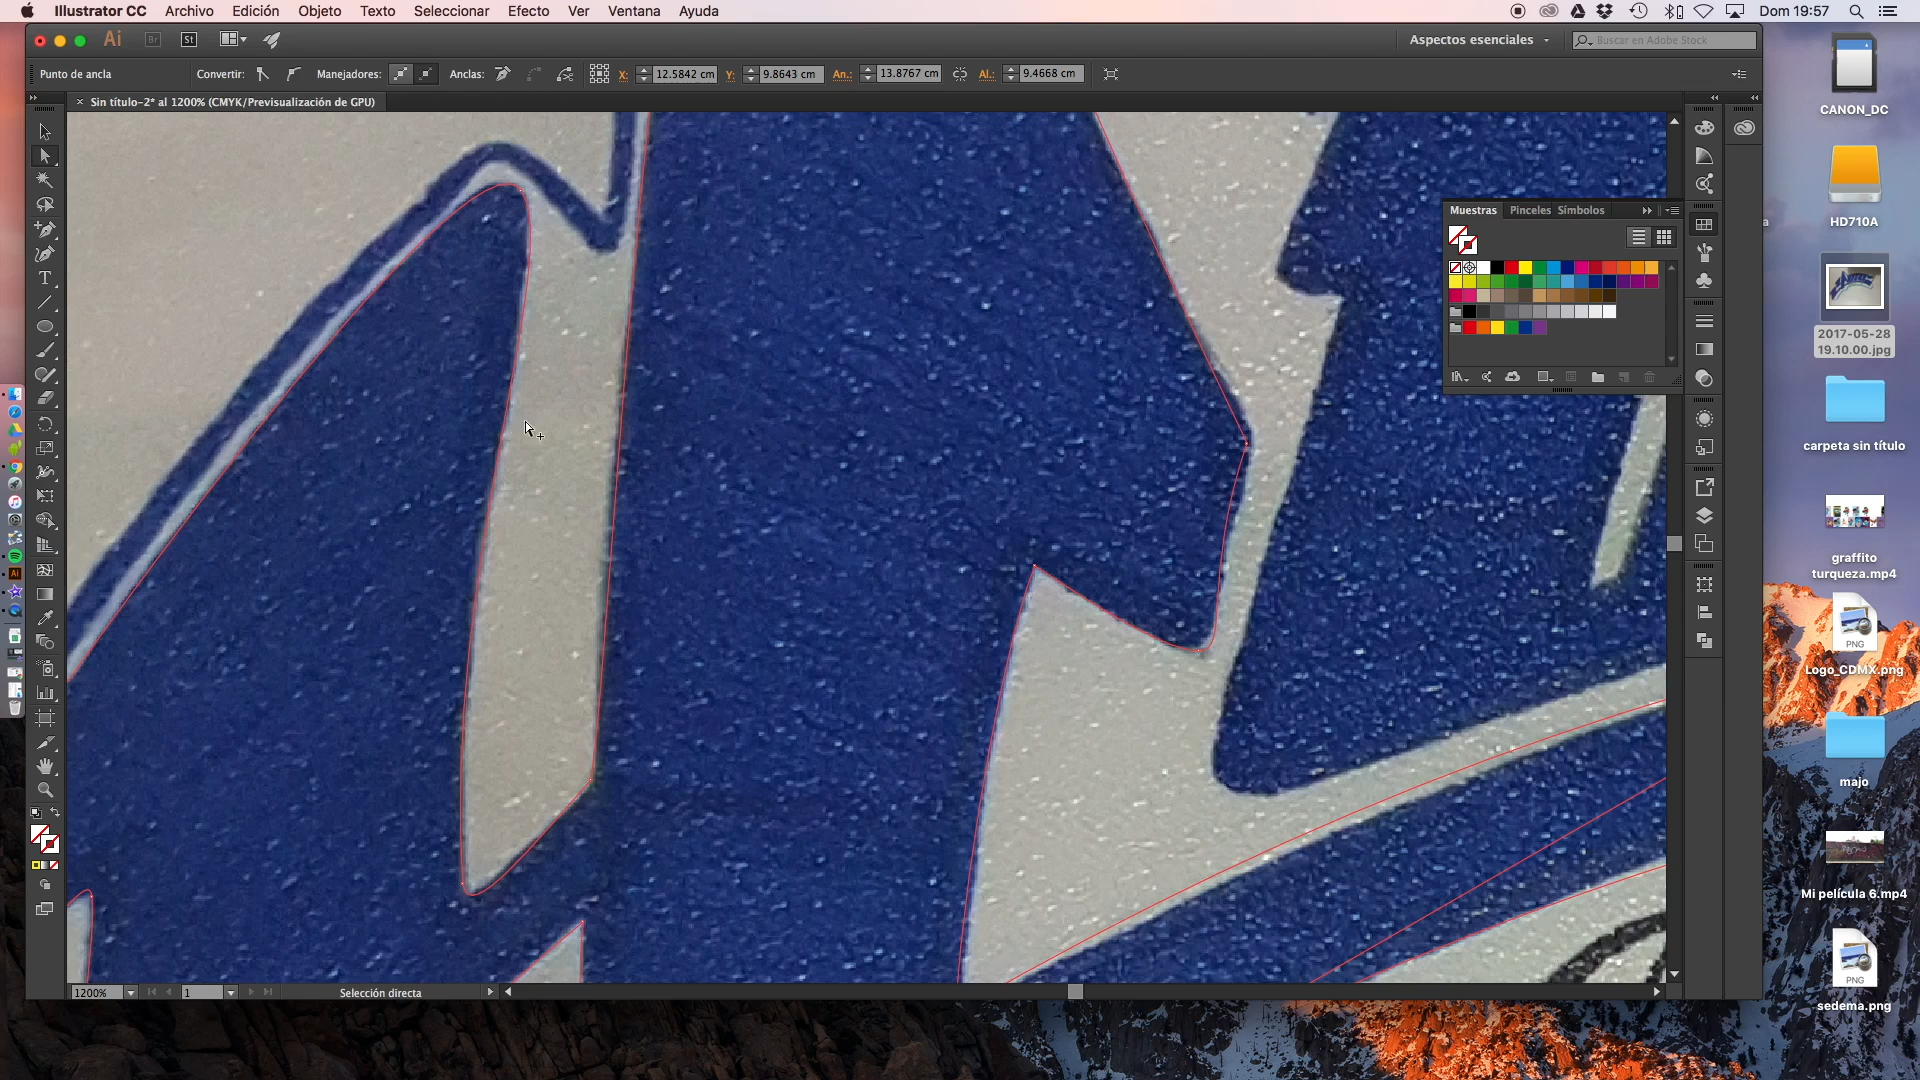 Illustrator CC Archivo Edición Objeto Texto Seleccionar Efecto Ver Ventana Ayuda Dom 19:57
Ai Br St Aspectos esenciales Buscar en Adobe Stock
Punto de ancla Convertir: Manejadores: Anclas: X: 12.5842 cm Y: 9.8643 cm An.: 13.8767 cm Al.: 9.4668 cm
Sin título-2* al 1200% (CMYK/Previsualización de GPU)
CANON_DC
HD710A
Muestras Pinceles Símbolos
2017-05-28
19.10.00.jpg
carpeta sin título
graffito
turqueza.mp4
PNG
Logo_CDMX.png
majo
Mi película 6.mp4
PNG
sedema.png
1200% 1 Selección directa